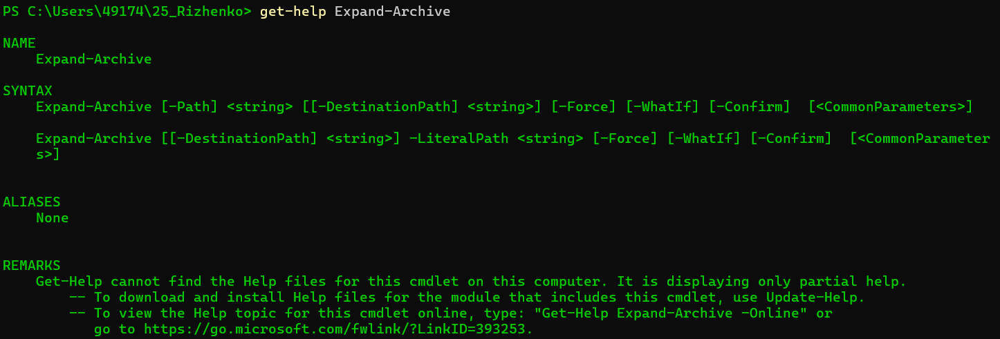 PS C:\Users\49174\25_Rizhenko> get-help Expand-Archive
NAME
Expand-Archive
SYNTAX
Expand-Archive [-Path] <string> [[-DestinationPath] <string>] [-Force] [-WhatIf] [-Confirm]  [<CommonParameters>]
Expand-Archive [[-DestinationPath] <string>] -LiteralPath <string> [-Force] [-WhatIf] [-Confirm]  [<CommonParameter
s>]
ALIASES
None
REMARKS
Get-Help cannot find the Help files for this cmdlet on this computer. It is displaying only partial help.
-- To download and install Help files for the module that includes this cmdlet, use Update-Help.
-- To view the Help topic for this cmdlet online, type: "Get-Help Expand-Archive -Online" or
go to https://go.microsoft.com/fwlink/?LinkID=393253.